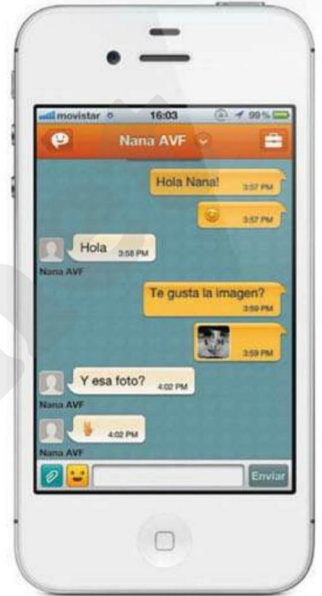 movistar 16:03 99 %
Nana AVF
Hola Nana!
3:57 PM
3:57 PM
Hola
3:58 PM
Nana AVF
Te gusta la imagen?
3:59 PM
3:59 PM
Y esa foto?
4:02 PM
Nana AVF
4:02 PM
Nana AVF
Enviar